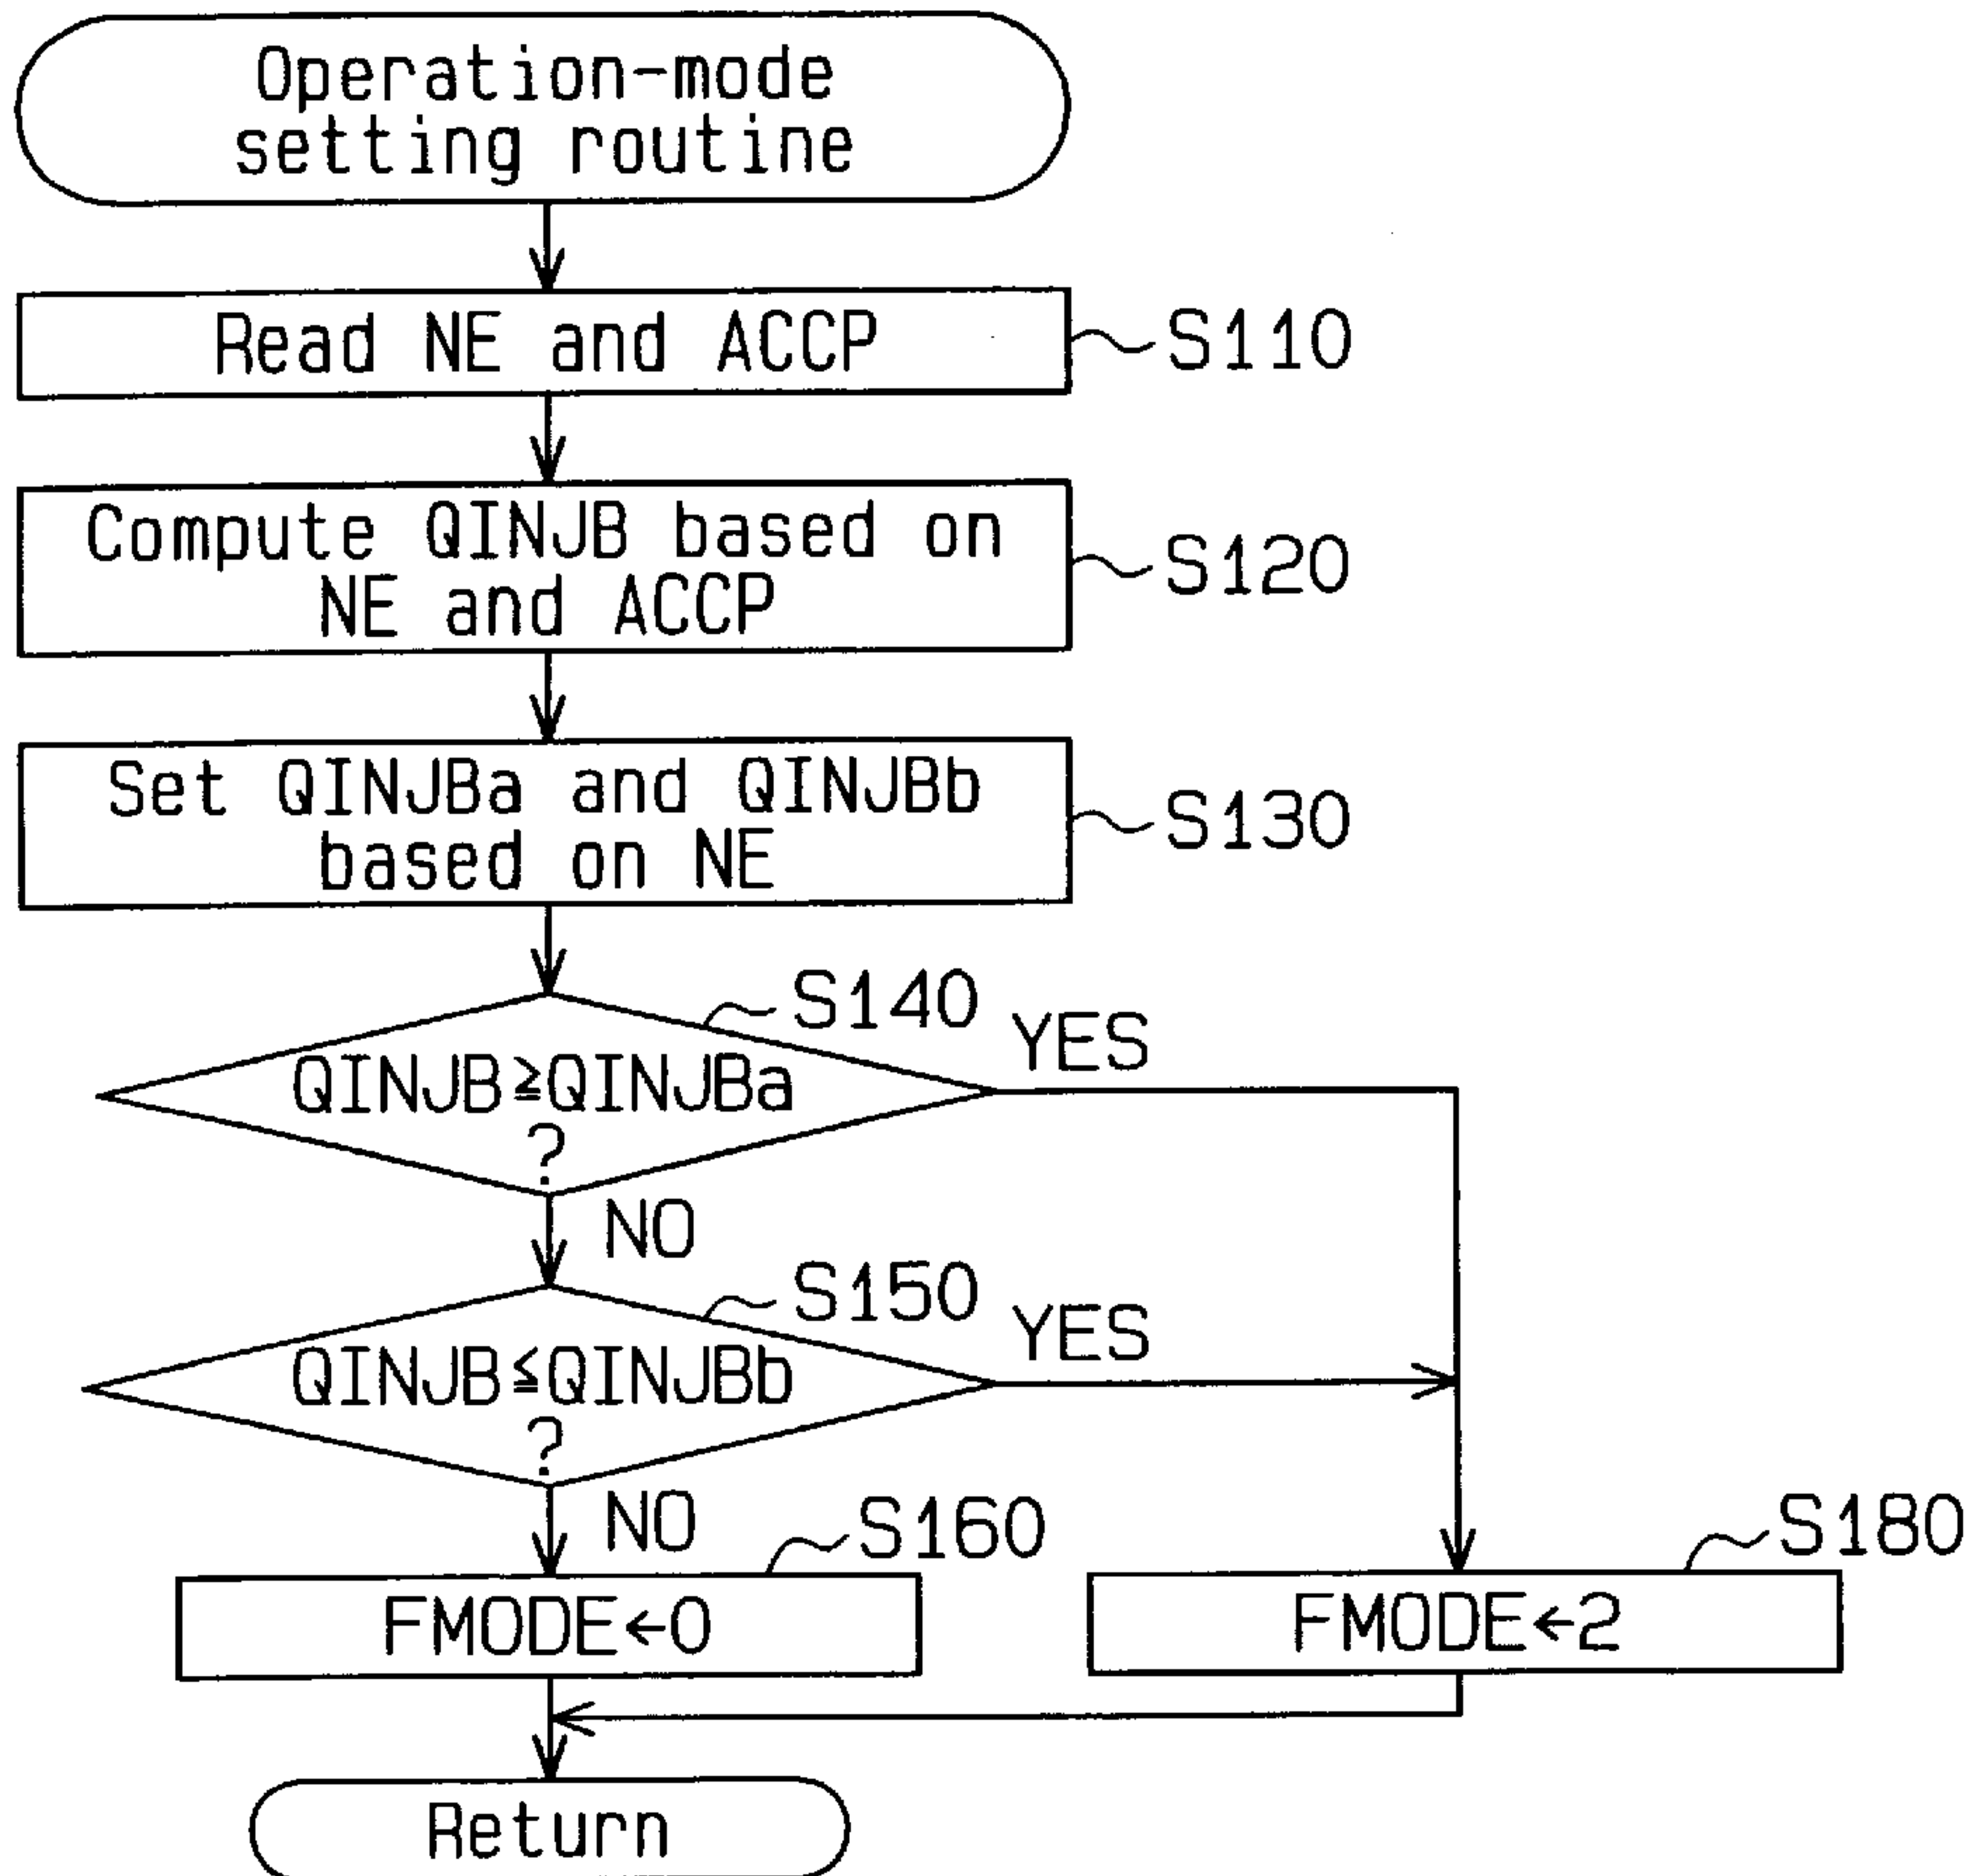 Operation-mode
setting routine
Read NE and ACCP
S110
Compute QINJB based on
NE and ACCP
S120
Set QINJBa and QINJBb
based on NE
S130
S140
QINJB≧QINJBa
?
YES
NO
S150
QINJB≦QINJBb
?
YES
NO
S160
FMODE←0
S180
FMODE←2
Return